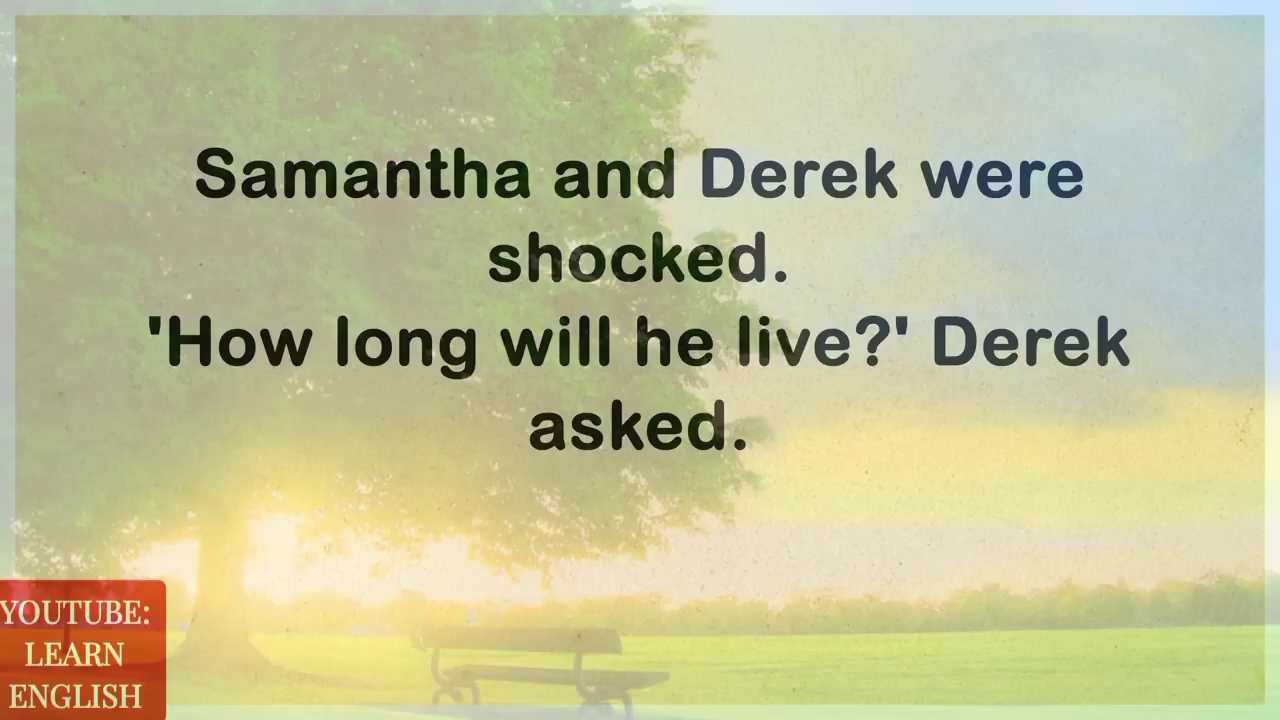 Samantha and Derek were
shocked.
'How long will he live?' Derek
asked.
YOUTUBE:
LEARN
ENGLISH